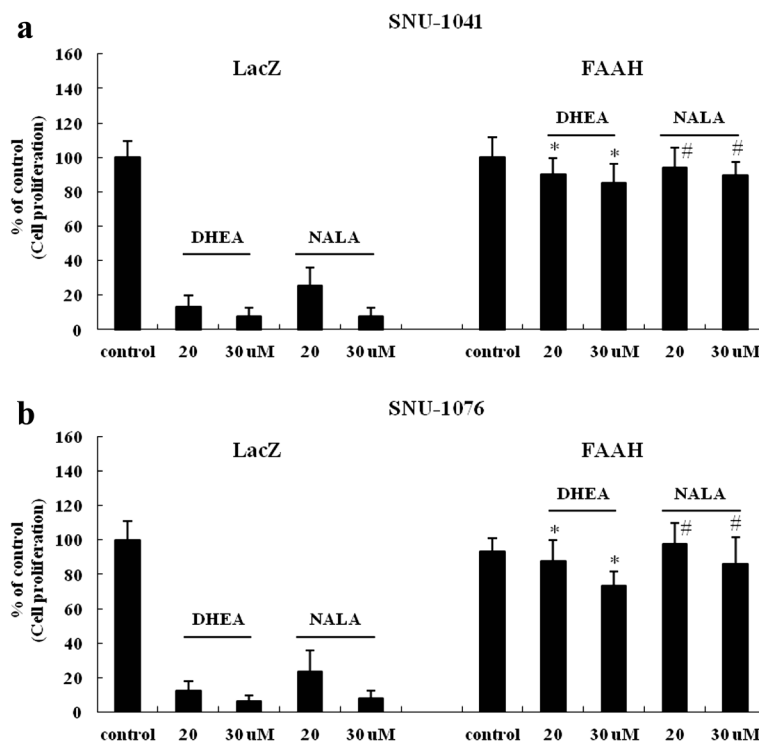 a
SNU-1041
% of control
(Cell proliferation)
160
140
120
100
80
60
40
20
0
LacZ
FAAH
DHEA
NALA
DHEA
NALA
* * # #
control 20 30 uM 20 30 uM control 20 30 uM 20 30 uM
b
SNU-1076
% of control
(Cell proliferation)
160
140
120
100
80
60
40
20
0
LacZ
FAAH
DHEA
NALA
DHEA
NALA
* * # #
control 20 30 uM 20 30 uM control 20 30 uM 20 30 uM